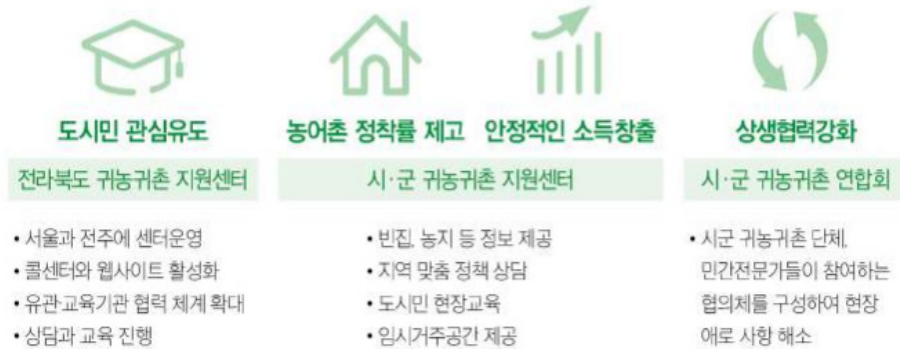 도시민 관심유도
농어촌 정착률 제고
안정적인 소득창출
상생협력강화
전라북도 귀농귀촌 지원센터
시·군 귀농귀촌 지원센터
시·군 귀농귀촌 연합회
• 서울과 전주에 센터운영
• 콜센터와 웹사이트 활성화
• 유관·교육기관 협력 체계 확대
• 상담과 교육 진행
• 빈집, 농지 등 정보 제공
• 지역 맞춤 정책 상담
• 도시민 현장교육
• 임시거주공간 제공
• 시군 귀농귀촌 단체,
민간전문가들이 참여하는
협의체를 구성하여 현장
애로 사항 해소